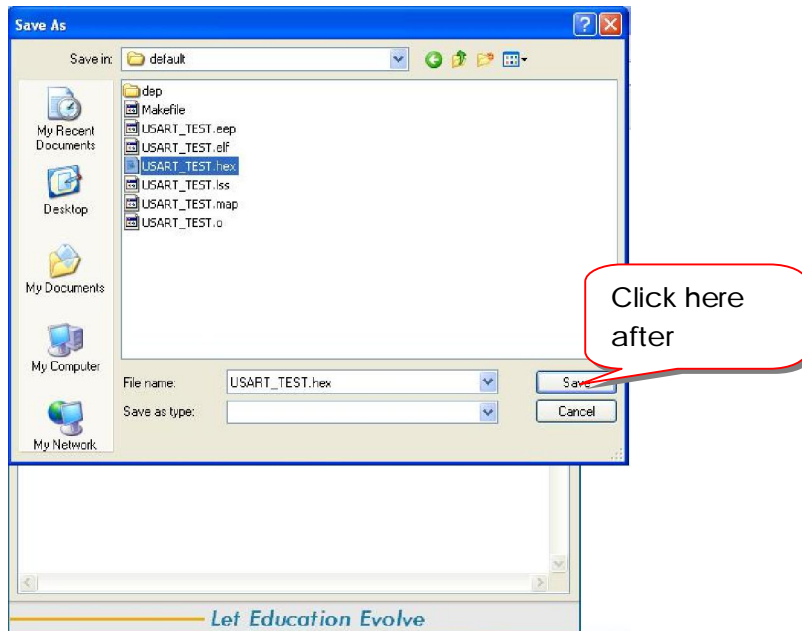 Save As
Save in:
default
dep
Makefile
USART_TEST.eep
USART_TEST.elf
USART_TEST.hex
USART_TEST.lss
USART_TEST.map
USART_TEST.o
My Recent
Documents
Desktop
My Documents
My Computer
My Network
File name:
USART_TEST.hex
Save
Save as type:
Cancel
Click here
after
Let Education Evolve